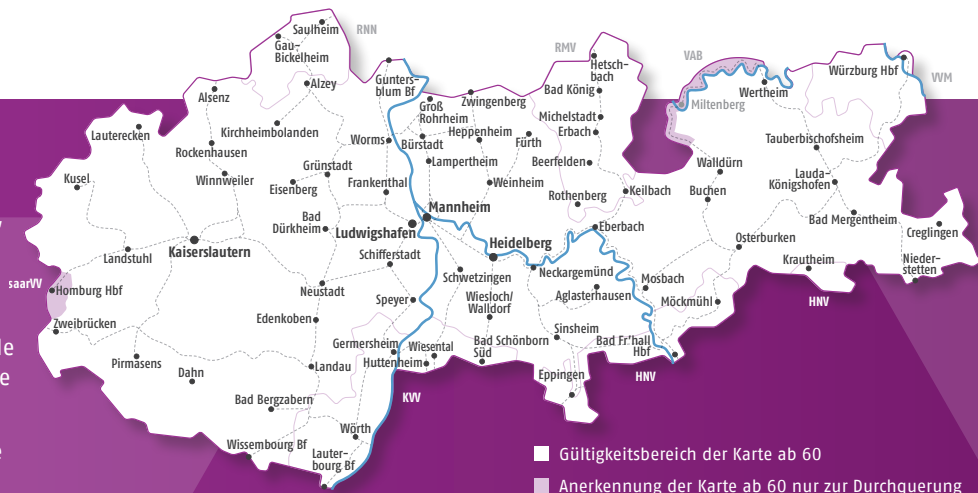 Saulheim
RNN
Gau-
Bickelheim
RMV
Hetsch-
bach
VAB
Würzburg Hbf
VVM
Gunters-
blum Bf
Alzey
Alsenz
Groß
Rohrheim
Zwingenberg
Bad König
Wertheim
Miltenberg
Michelstadt
Erbach
Lauterecken
Kirchheimbolanden
Worms
Bürstadt
Heppenheim
Fürth
Tauberbischofsheim
Rockenhausen
Lampertheim
Beerfelden
Walldürn
Kusel
Winnweiler
Grünstadt
Eisenberg
Frankenthal
Weinheim
Rothenberg
Keilbach
Buchen
Lauda-
Königshofen
Bad
Dürkheim
Mannheim
Ludwigshafen
Eberbach
Bad Mergentheim
Creglingen
Kaiserslautern
Landstuhl
Schifferstadt
Heidelberg
Osterburken
Krautheim
Nieder-
stetten
saarVV
Homburg Hbf
Neustadt
Schwetzingen
Neckargemünd
Mosbach
Möckmühl
HNV
Speyer
Wiesloch/
Walldorf
Aglasterhausen
Zweibrücken
Edenkoben
Germersheim
Wiesental
Huttenheim
Bad Schönborn
Süd
Sinsheim
Bad Fr'hall
Hbf
HNV
Pirmasens
Dahn
Landau
Eppingen
KVV
Bad Bergzabern
Wörth
Wissembourg Bf
Lauter-
bourg Bf
Gültigkeitsbereich der Karte ab 60
Anerkennung der Karte ab 60 nur zur Durchquerung